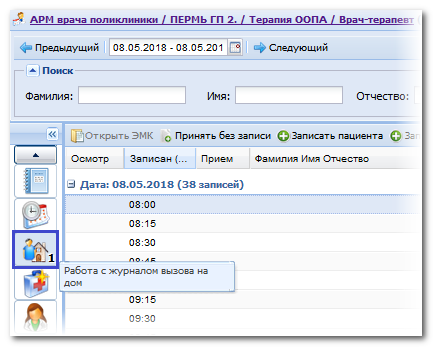 АРМ врача поликлиники / ПЕРМЬ ГП 2. / Терапия ООПА / Врач-терапевт (
Предыдущий 08.05.2018 - 08.05.201 Следующий
Поиск
Фамилия: Имя: Отчество:
Открыть ЭМК Принять без записи Записать пациента
Осмотр Записан (... Прием Фамилия Имя Отчество
Дата: 08.05.2018 (38 записей)
08:00
08:15
08:30
08:45
1
Работа с журналом вызова на
дом
09:15
09:30